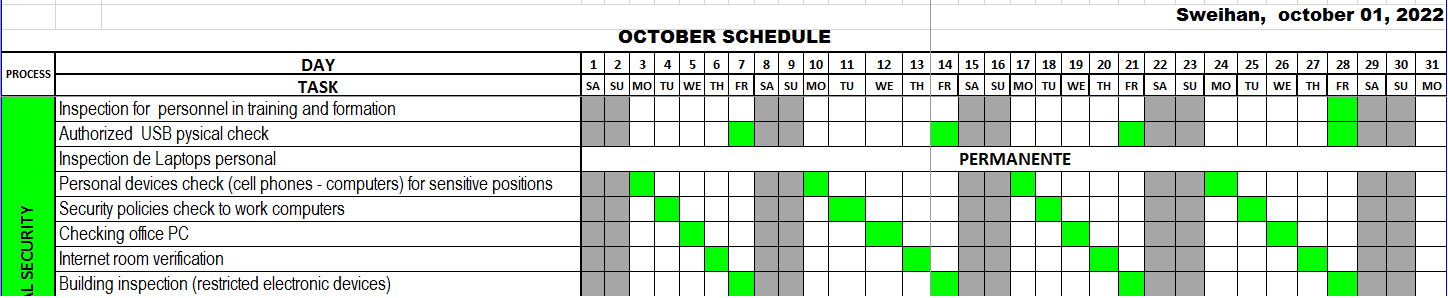 Sweihan, october 01, 2022
OCTOBER SCHEDULE
PROCESS
DAY 1 2 3 4 5 6 7 8 9 10 11 12 13 14 15 16 17 18 19 20 21 22 23 24 25 26 27 28 29 30 31
TASK SA SU MO TU WE TH FR SA SU MO TU WE TH FR SA SU MO TU WE TH FR SA SU MO TU WE TH FR SA SU MO
Inspection for personnel in training and formation
Authorized USB pysical check
Inspection de Laptops personal PERMANENTE
Personal devices check (cell phones - computers) for sensitive positions
Security policies check to work computers
Checking office PC
Internet room verification
Building inspection (restricted electronic devices)
SECURITY